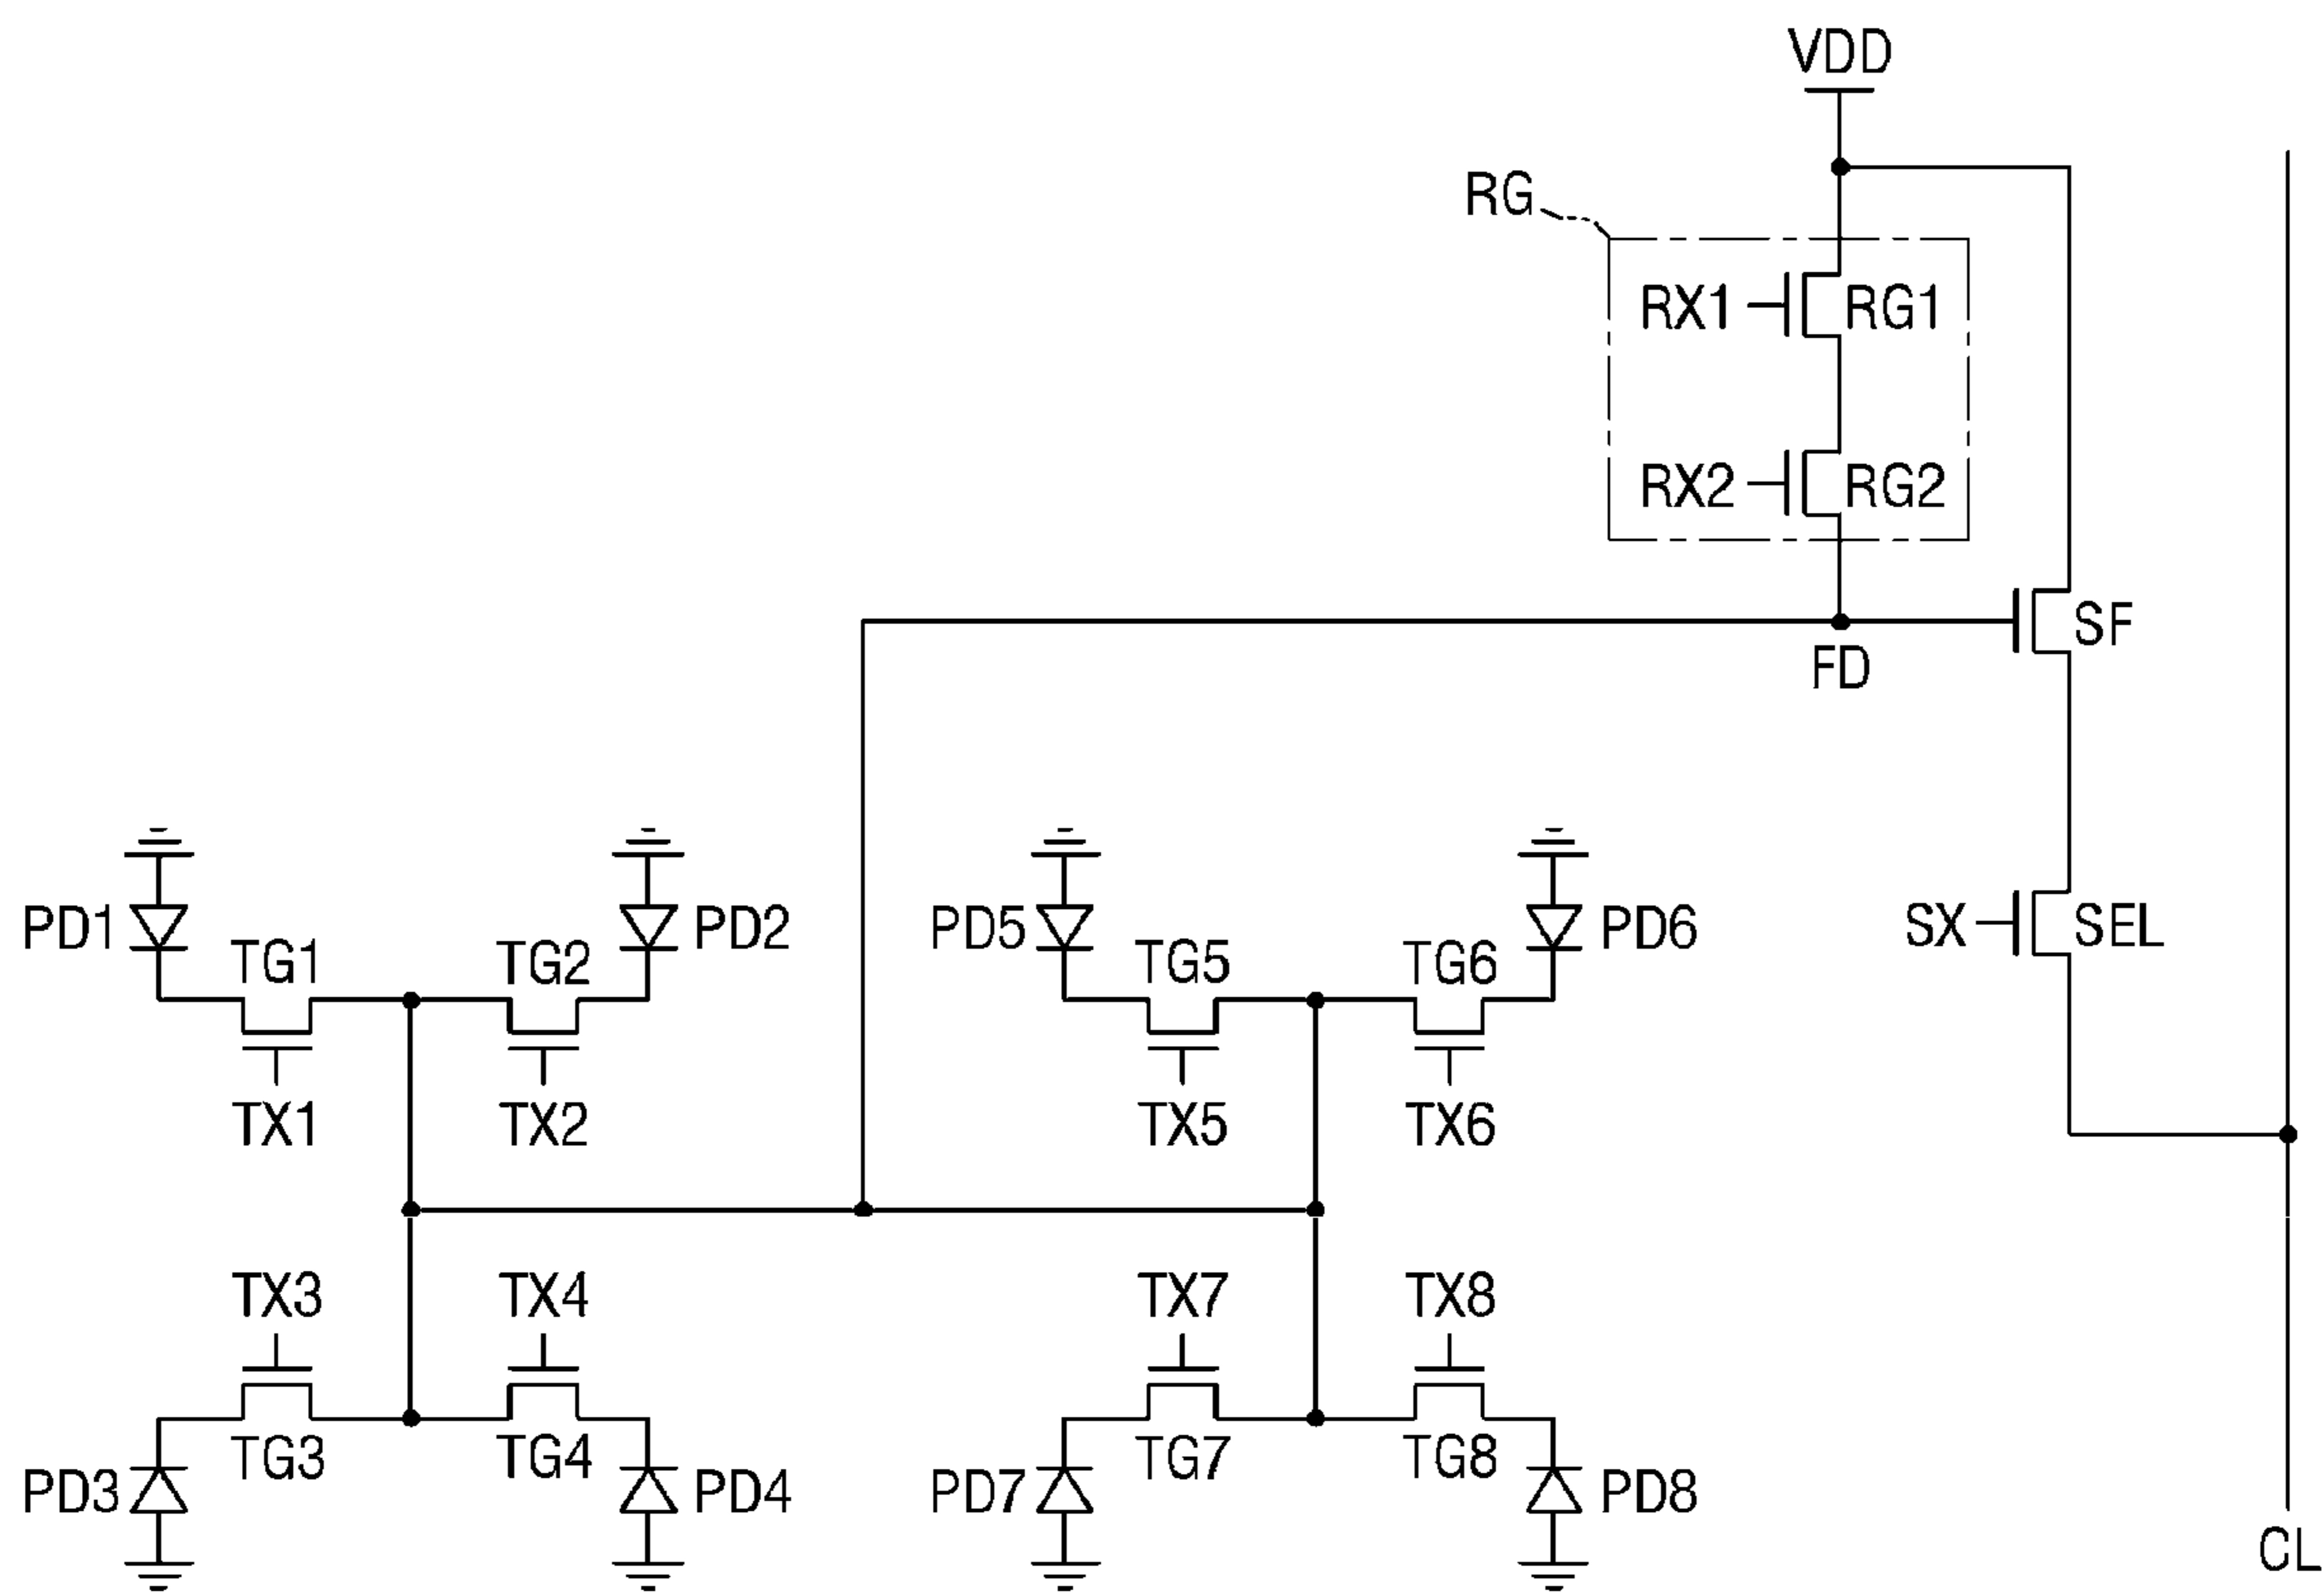 VDD
RG
RX1 RG1
RX2 RG2
SF
FD
PD1 TG1 TG2 PD2 PD5 TG5 TG6 PD6 SX SEL
TX1 TX2 TX5 TX6
TX3 TX4 TX7 TX8
PD3 TG3 TG4 PD4 PD7 TG7 TG8 PD8
CL